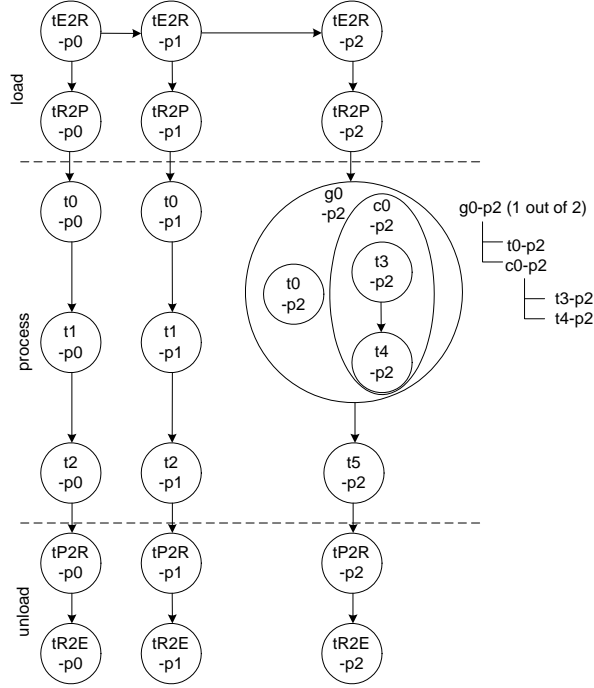 tE2R
-p0
tE2R
-p1
tE2R
-p2
load
tR2P
-p0
tR2P
-p1
tR2P
-p2
process
t0
-p0
t0
-p1
g0
-p2
c0
-p2
t0
-p2
t3
-p2
t4
-p2
g0-p2 (1 out of 2)
t0-p2
c0-p2
t3-p2
t4-p2
t1
-p0
t1
-p1
t2
-p0
t2
-p1
t5
-p2
unload
tP2R
-p0
tP2R
-p1
tP2R
-p2
tR2E
-p0
tR2E
-p1
tR2E
-p2